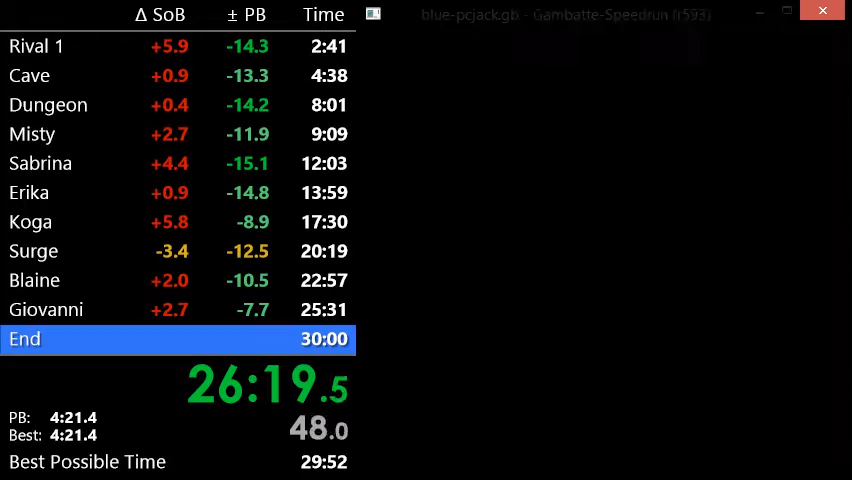 Δ SoB ± PB Time
Rival 1 +5.9 -14.3 2:41
Cave +0.9 -13.3 4:38
Dungeon +0.4 -14.2 8:01
Misty +2.7 -11.9 9:09
Sabrina +4.4 -15.1 12:03
Erika +0.9 -14.8 13:59
Koga +5.8 -8.9 17:30
Surge -3.4 -12.5 20:19
Blaine +2.0 -10.5 22:57
Giovanni +2.7 -7.7 25:31
End 30:00
26:19.5
PB: 4:21.4
Best: 4:21.4
48.0
Best Possible Time 29:52
blue-pcjack.gb - Gambatte-Speedrun (r593)